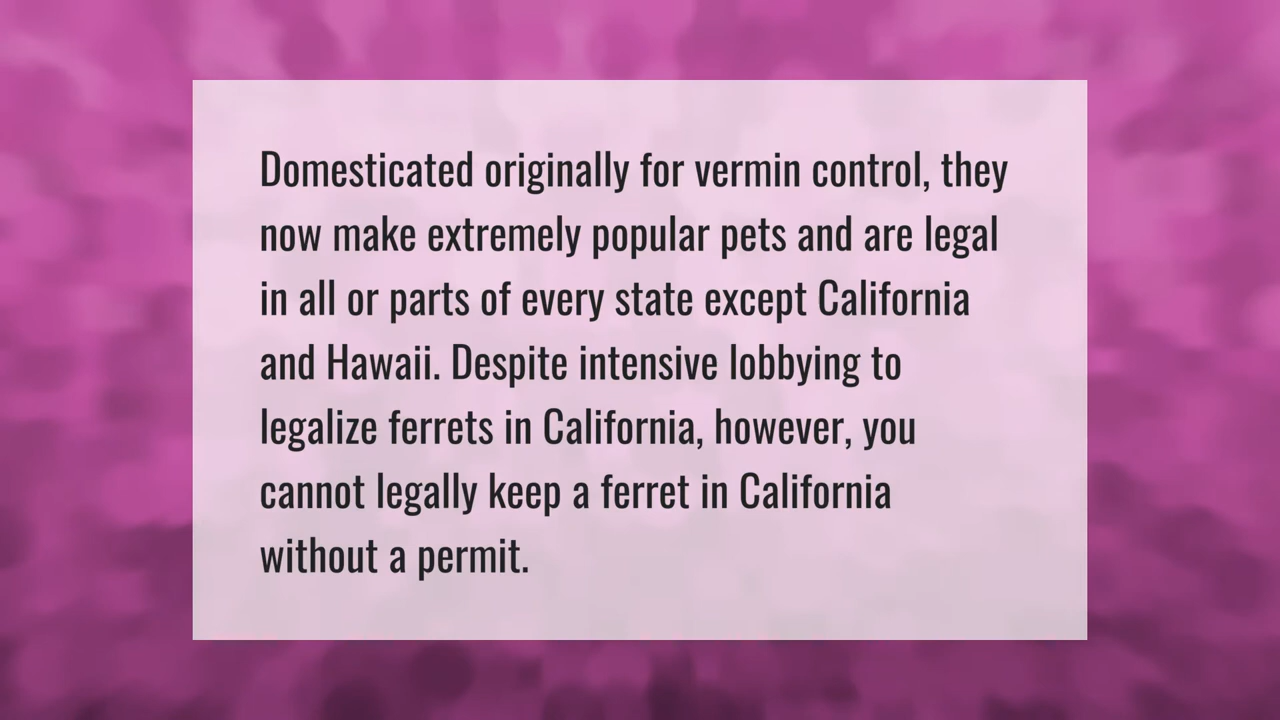 Domesticated originally for vermin control, they
now make extremely popular pets and are legal
in all or parts of every state except California
and Hawaii. Despite intensive lobbying to
legalize ferrets in California, however, you
cannot legally keep a ferret in California
without a permit.